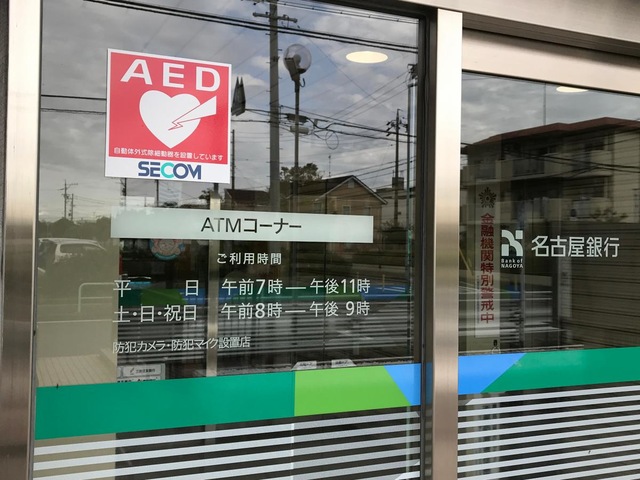 AED
自動体外式除細動器を設置しています
SECOM
ATMコーナー
ご利用時間
平 日 午前7時 ― 午後11時
土・日・祝日 午前8時 ― 午後 9時
防犯カメラ・防犯マイク設置店
金融機関特別警戒中
Bank of
NAGOYA
名古屋銀行